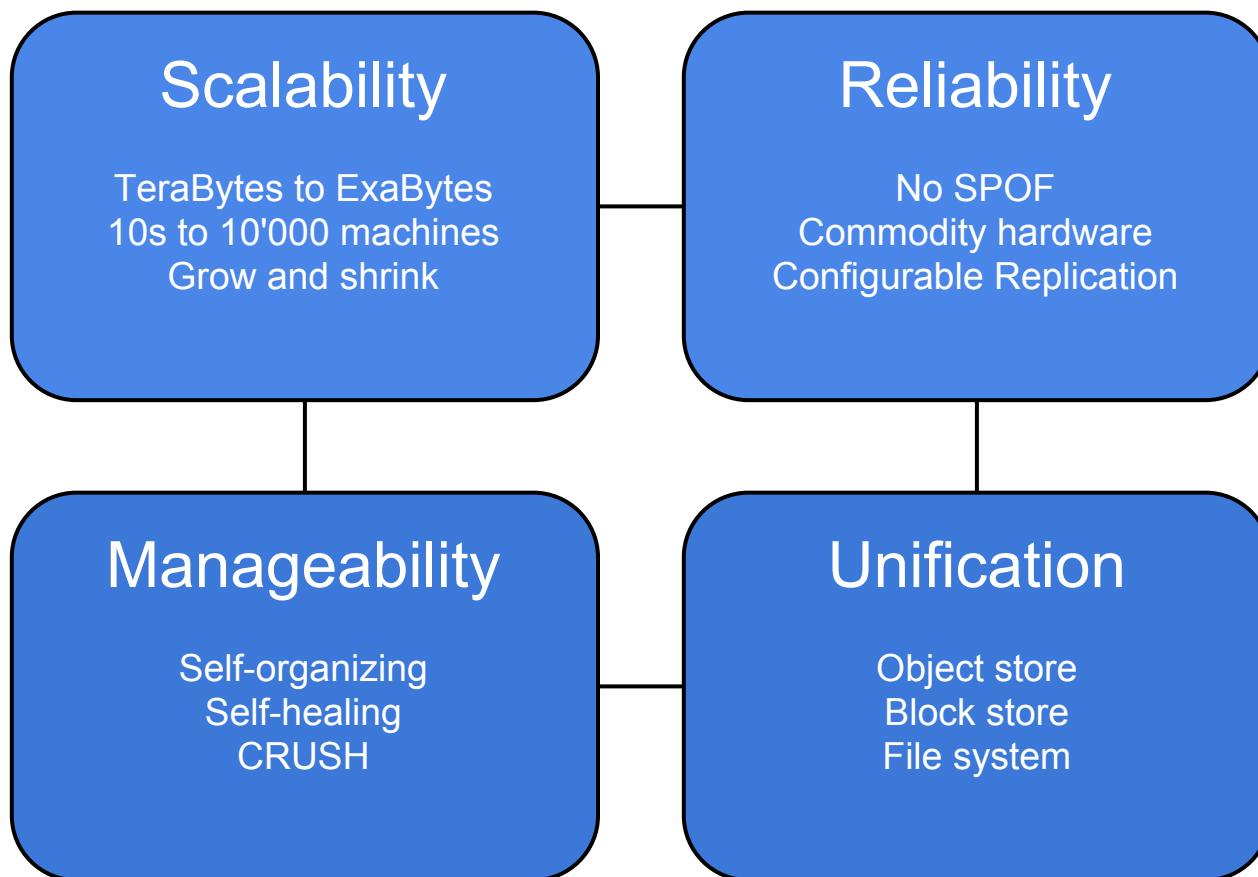 Scalability
TeraBytes to ExaBytes
10s to 10'000 machines
Grow and shrink
Reliability
No SPOF
Commodity hardware
Configurable Replication
Manageability
Self-organizing
Self-healing
CRUSH
Unification
Object store
Block store
File system